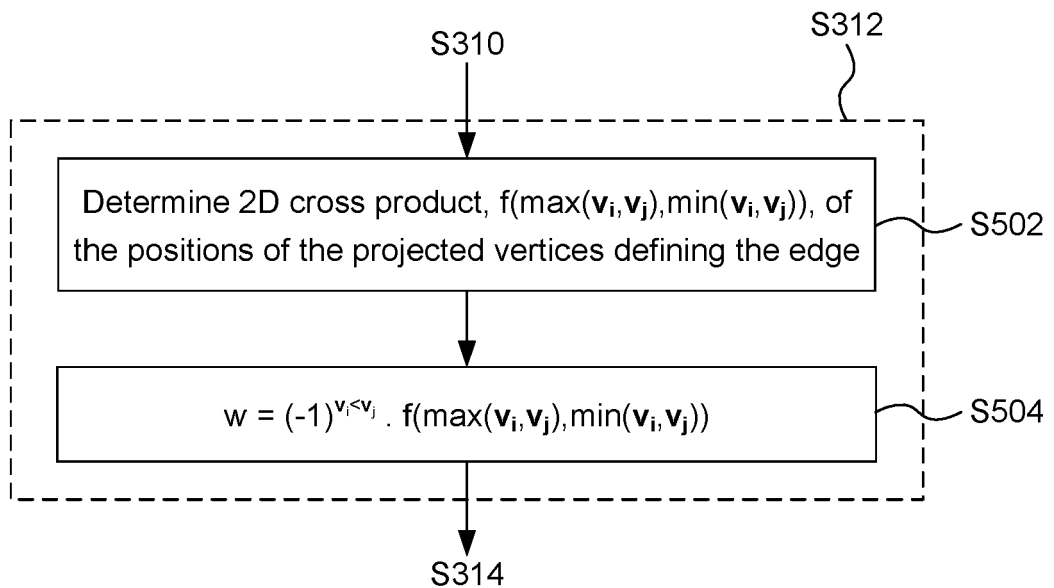 S312
S310
Determine 2D cross product, f(max(vi,vj),min(vi,vj)), of
the positions of the projected vertices defining the edge
S502
w = (-1)^vi<vj . f(max(vi,vj),min(vi,vj))
S504
S314